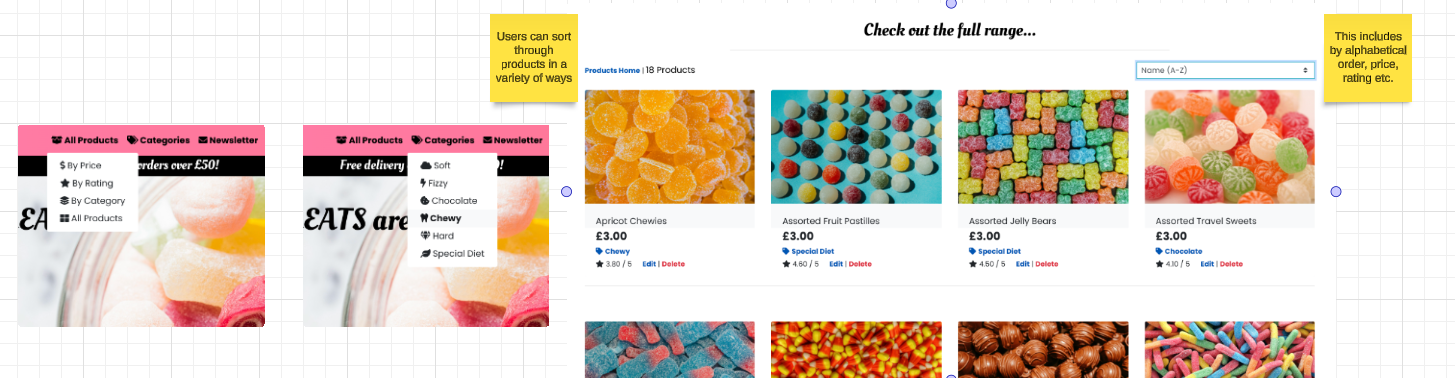 Users can sort
through
products in a
variety of ways
Check out the full range...
This includes
by alphabetical
order, price,
rating etc.
Products Home | 18 Products
Name (A-Z)
All Products Categories Newsletter
orders over £50!
By Price
By Rating
By Category
All Products
EA
All Products Categories Newsletter
Free delivery
0!
Soft
Fizzy
Chocolate
Chewy
Hard
Special Diet
EATS are
Apricot Chewies
£3.00
Chewy
3.80 / 5 Edit | Delete
Assorted Fruit Pastilles
£3.00
Special Diet
4.60 / 5 Edit | Delete
Assorted Jelly Bears
£3.00
Special Diet
4.50 / 5 Edit | Delete
Assorted Travel Sweets
£3.00
Chocolate
4.10 / 5 Edit | Delete